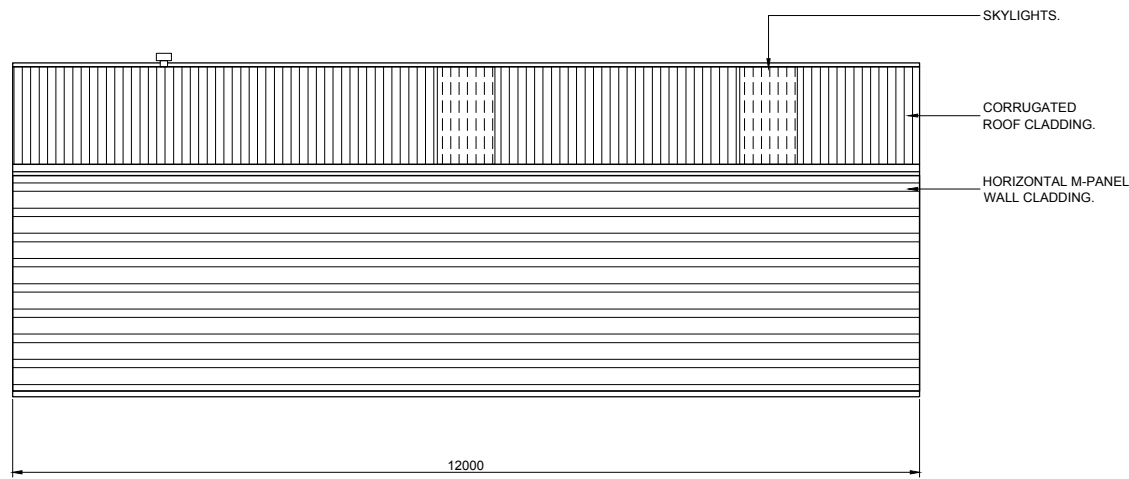 SKYLIGHTS.
CORRUGATED
ROOF CLADDING.
HORIZONTAL M-PANEL
WALL CLADDING.
12000